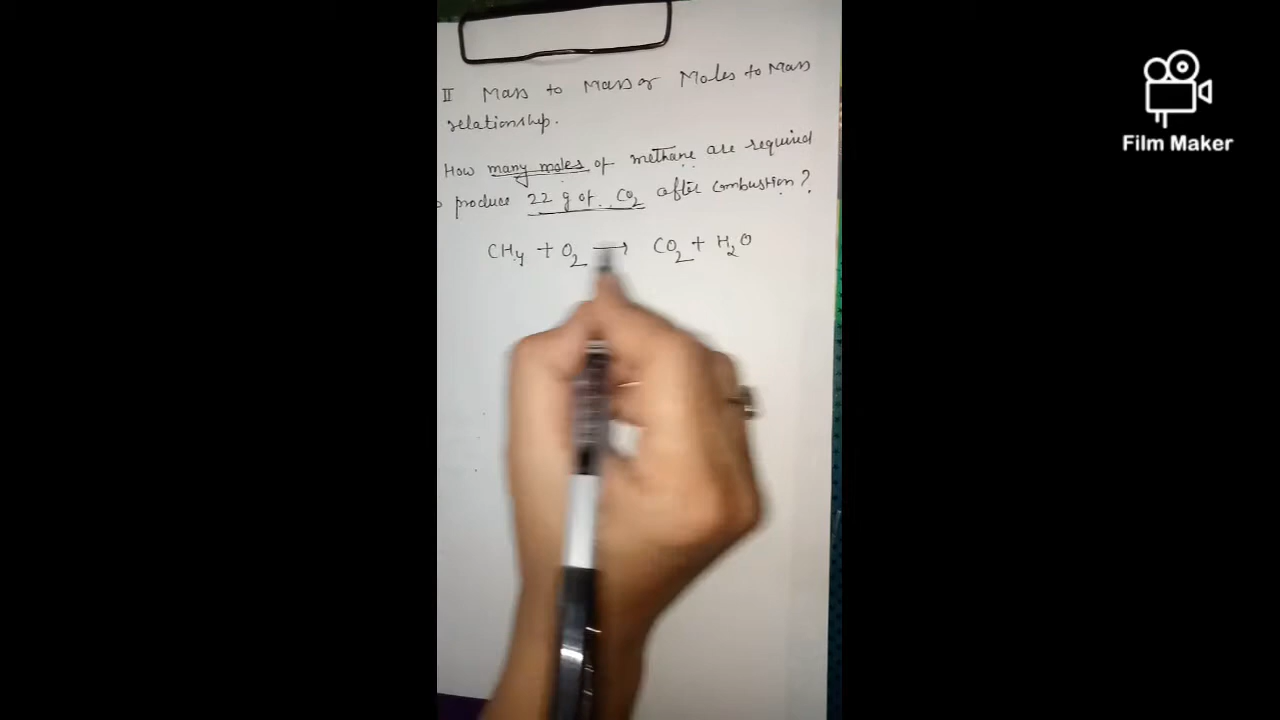 II Mass to Mass or Moles to Mass
relationship.
How many moles of methane are required
to produce 22 g of CO2 after combustion?
CH4 + O2 → CO2 + H2O
Film Maker